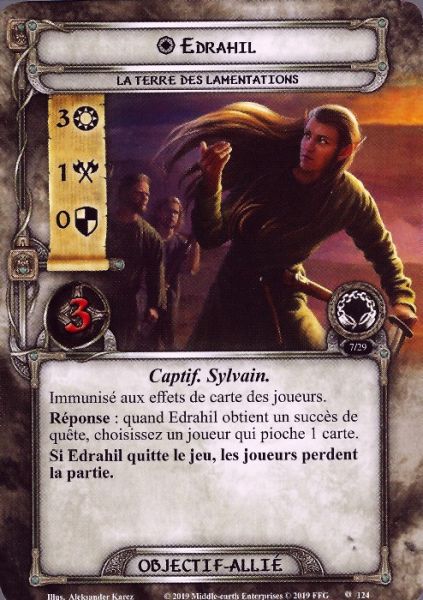 Edrahil
La Terre des Lamentations
3
1
0
3
7/29
Captif. Sylvain.
Immunisé aux effets de carte des joueurs.
Réponse : quand Edrahil obtient un succès de
quête, choisissez un joueur qui pioche 1 carte.
Si Edrahil quitte le jeu, les joueurs perdent
la partie.
Objectif-Allié
Illus. Aleksander Karcz © 2019 Middle-earth Enterprises © 2019 FFG 124